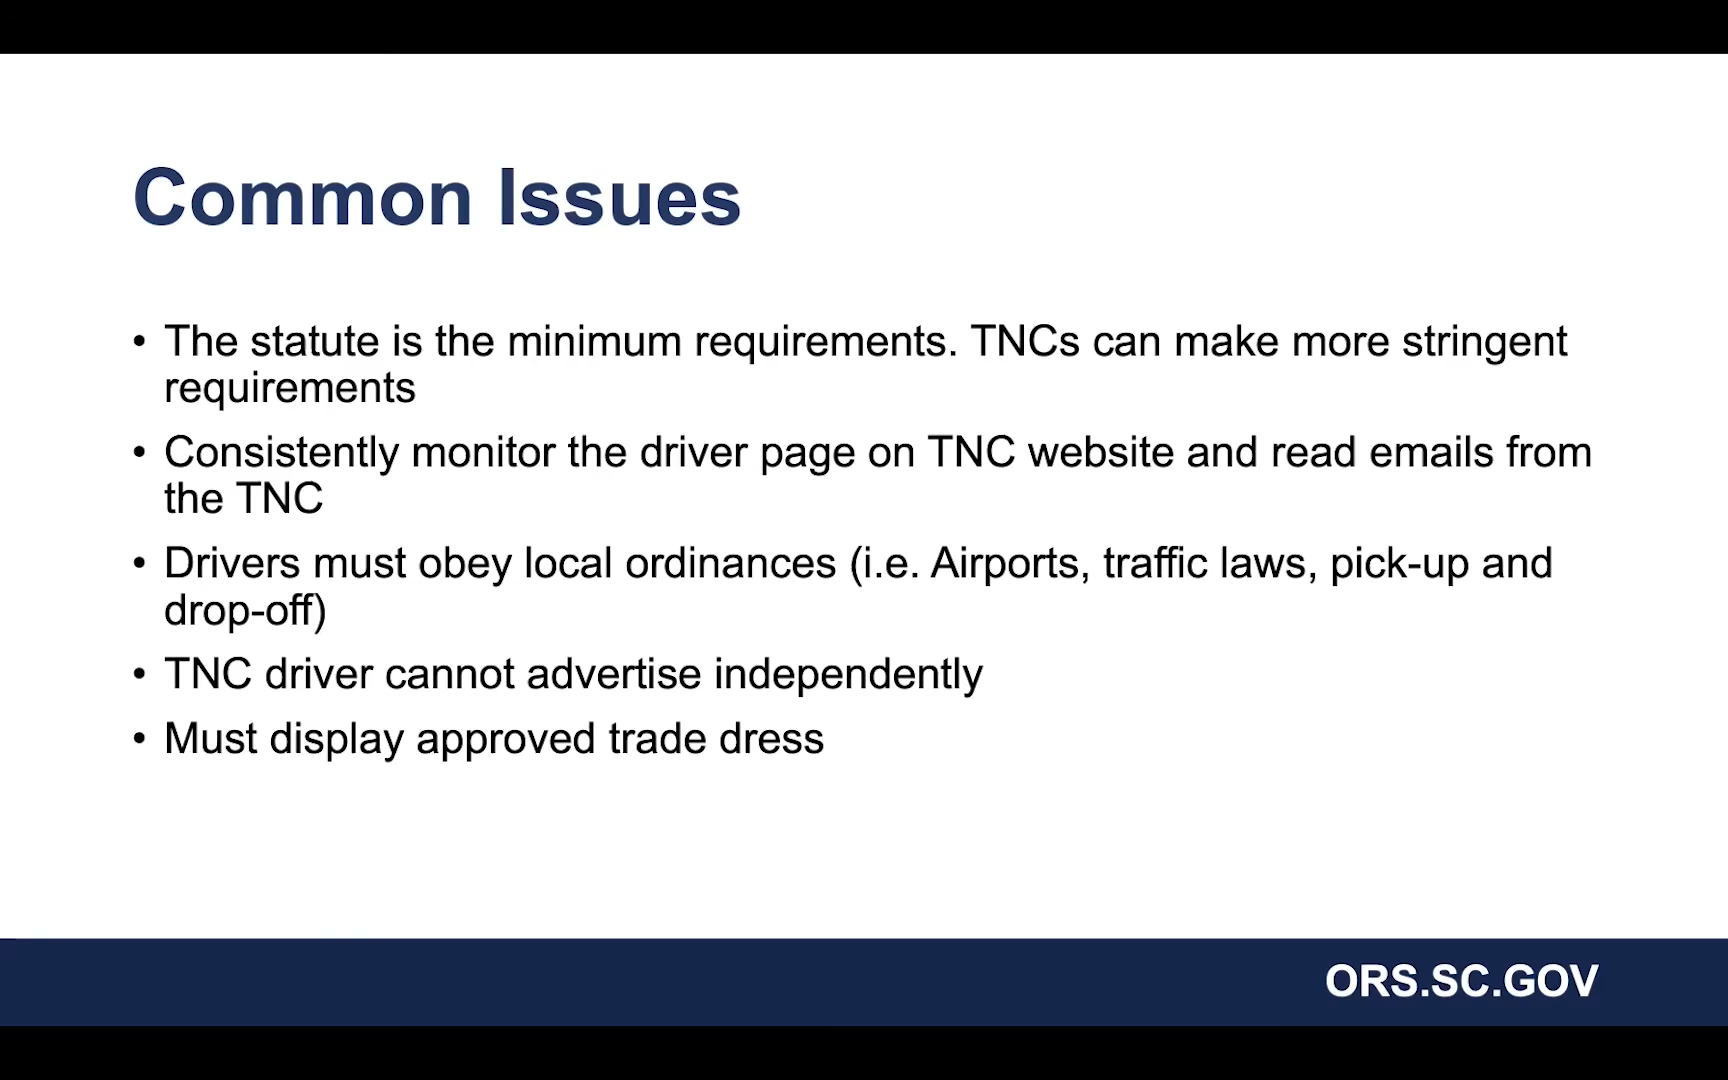 Common Issues
• The statute is the minimum requirements. TNCs can make more stringent
requirements
• Consistently monitor the driver page on TNC website and read emails from
the TNC
• Drivers must obey local ordinances (i.e. Airports, traffic laws, pick-up and
drop-off)
• TNC driver cannot advertise independently
• Must display approved trade dress
ORS.SC.GOV